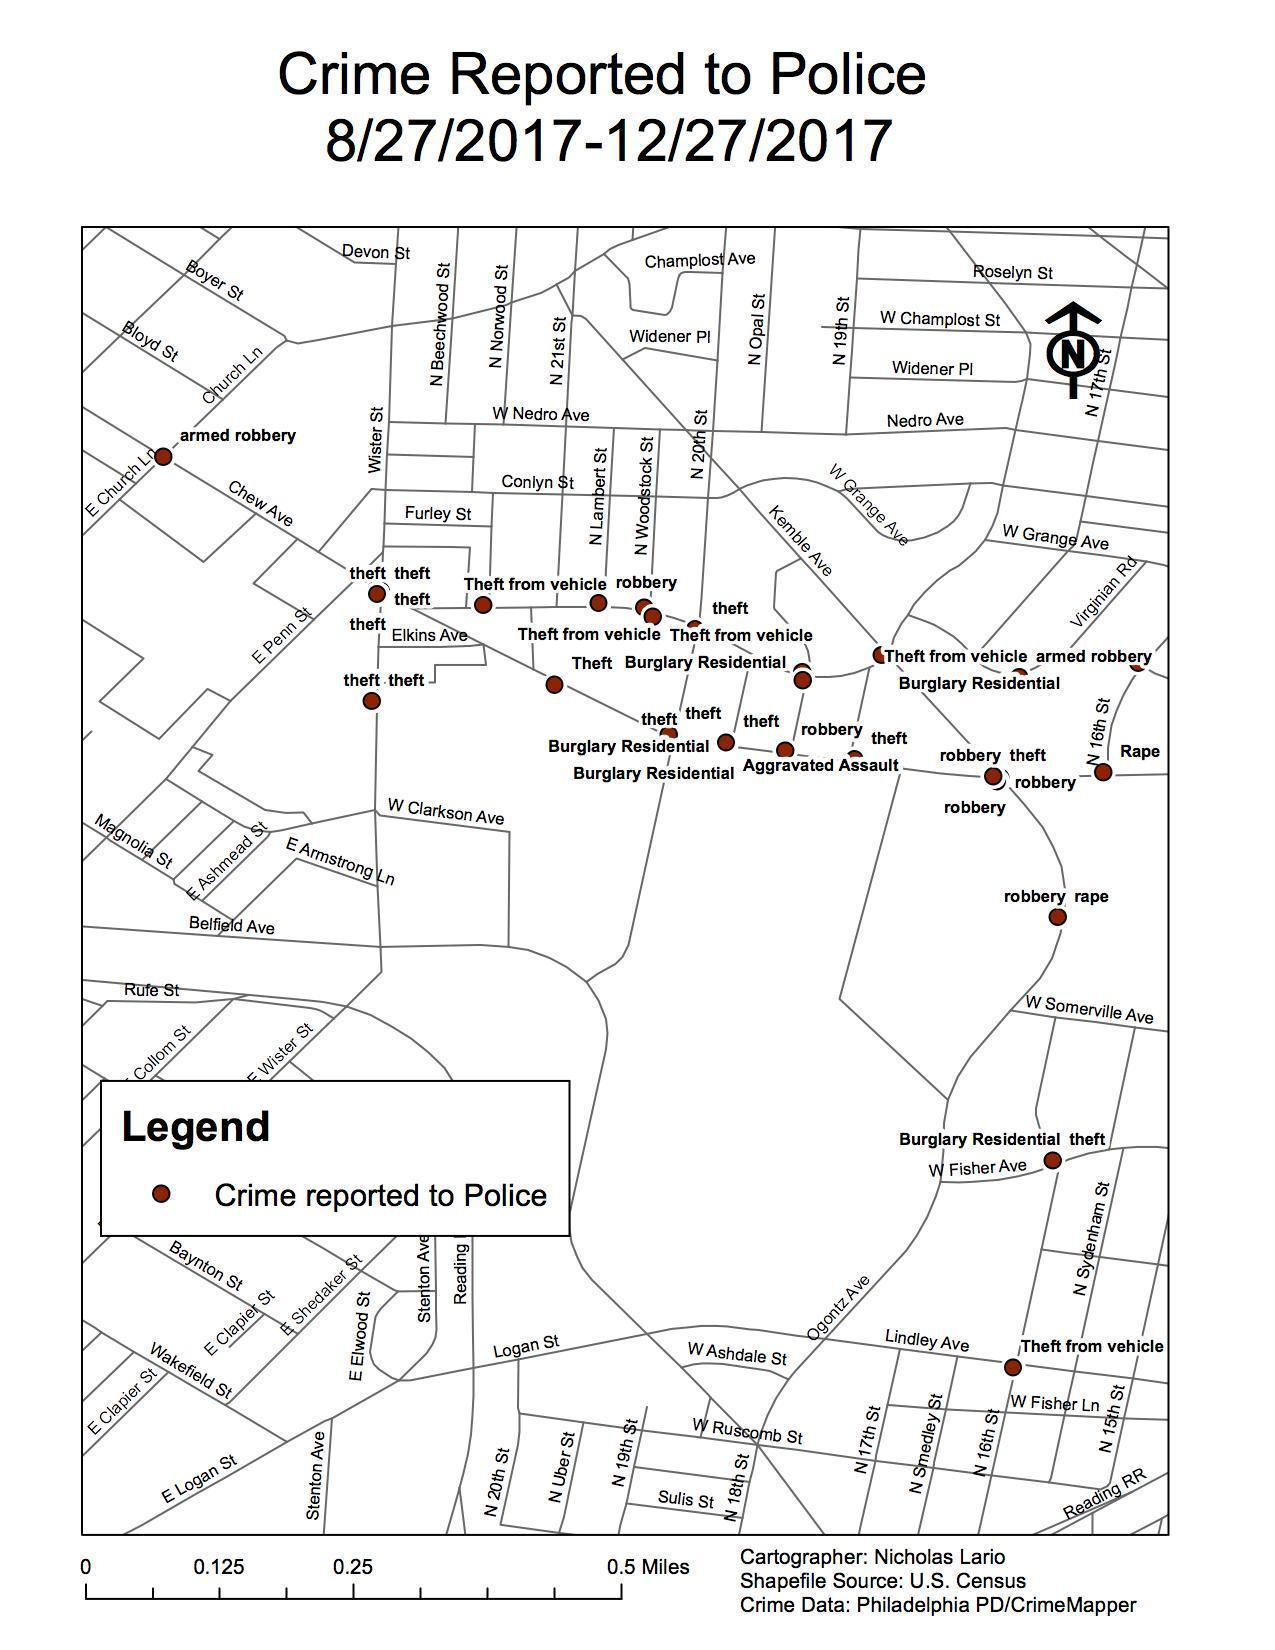 Crime Reported to Police
8/27/2017-12/27/2017
Devon St
Champlost Ave
Boyer St
Roselyn St
N Beechwood St
N Norwood St
N 21st St
N Opal St
N 19th St
W Champlost St
N
Bloyd St
Church Ln
Widener Pl
Widener Pl
N 17th St
Wister St
W Nedro Ave
N 20th St
Nedro Ave
armed robbery
E Church Ln
Chew Ave
Conlyn St
N Lambert St
N Woodstock St
W Grange Ave
Furley St
Kemble Ave
W Grange Ave
Virginian Rd
theft theft
theft
theft
Theft from vehicle
robbery
theft
E Penn St
Elkins Ave
Theft from vehicle
Theft from vehicle
Theft
Burglary Residential
Theft from vehicle
armed robbery
Burglary Residential
theft theft
theft
theft
theft
robbery
theft
N 16th St
Burglary Residential
Burglary Residential
Aggravated Assault
robbery theft
Rape
robbery
robbery
W Clarkson Ave
Magnolia St
E Ashmead St
E Armstrong Ln
robbery rape
Belfield Ave
Rufe St
W Somerville Ave
Collom St
E Wister St
Legend
Crime reported to Police
Burglary Residential theft
W Fisher Ave
N Sydenham St
Baynton St
E Clapier St
E Shedaker St
Stenton Ave
Reading
E Elwood St
Ogontz Ave
Wakefield St
E Clapier St
Logan St
W Ashdale St
Lindley Ave
Theft from vehicle
W Fisher Ln
E Logan St
Stenton Ave
N 20th St
N Uber St
N 19th St
W Ruscomb St
Sulis St
N 18th St
N 17th St
N Smedley St
N 16th St
N 15th St
Reading RR
0 0.125 0.25 0.5 Miles
Cartographer: Nicholas Lario
Shapefile Source: U.S. Census
Crime Data: Philadelphia PD/CrimeMapper